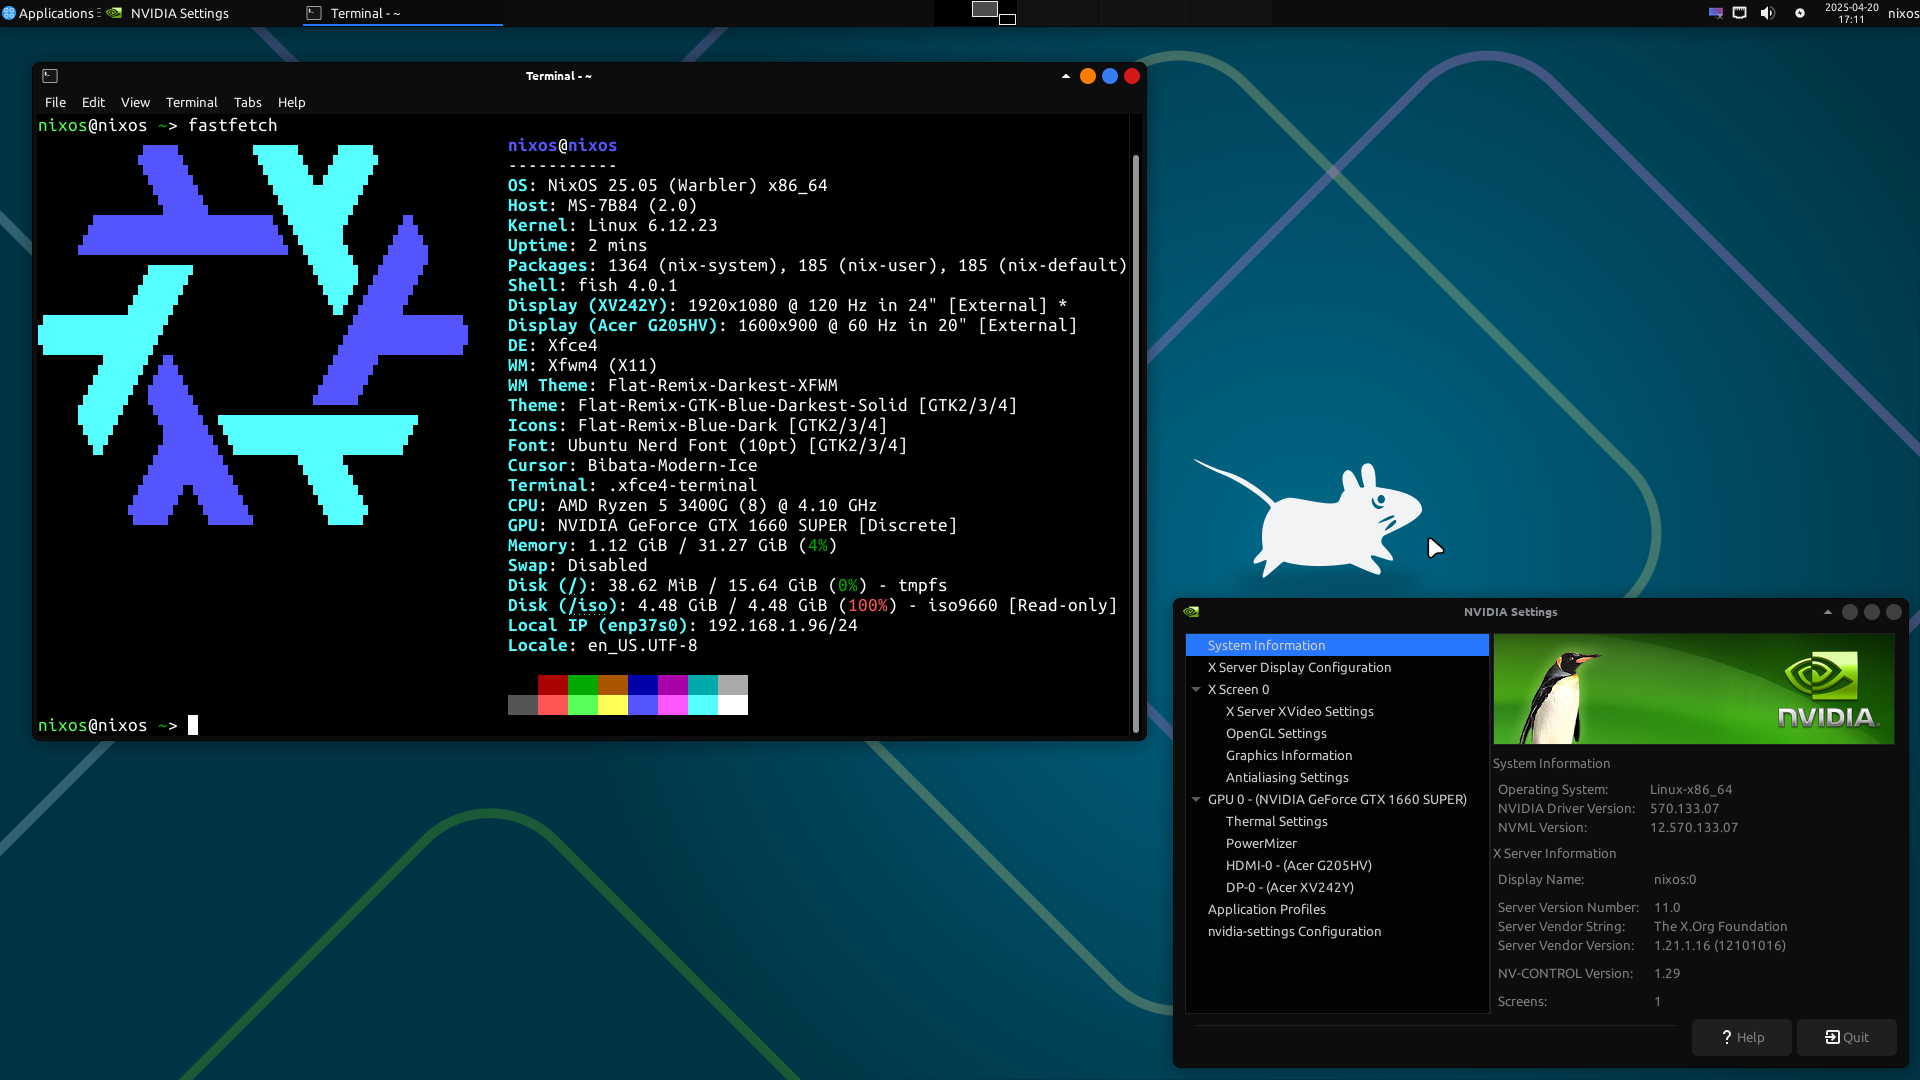 Applications
NVIDIA Settings
Terminal - ~
2025-04-20
17:11
nixos
Terminal - ~
File Edit View Terminal Tabs Help
nixos@nixos ~> fastfetch
nixos@nixos
-----------
OS: NixOS 25.05 (Warbler) x86_64
Host: MS-7B84 (2.0)
Kernel: Linux 6.12.23
Uptime: 2 mins
Packages: 1364 (nix-system), 185 (nix-user), 185 (nix-default)
Shell: fish 4.0.1
Display (XV242Y): 1920x1080 @ 120 Hz in 24" [External] *
Display (Acer G205HV): 1600x900 @ 60 Hz in 20" [External]
DE: Xfce4
WM: Xfwm4 (X11)
WM Theme: Flat-Remix-Darkest-XFWM
Theme: Flat-Remix-GTK-Blue-Darkest-Solid [GTK2/3/4]
Icons: Flat-Remix-Blue-Dark [GTK2/3/4]
Font: Ubuntu Nerd Font (10pt) [GTK2/3/4]
Cursor: Bibata-Modern-Ice
Terminal: .xfce4-terminal
CPU: AMD Ryzen 5 3400G (8) @ 4.10 GHz
GPU: NVIDIA GeForce GTX 1660 SUPER [Discrete]
Memory: 1.12 GiB / 31.27 GiB (4%)
Swap: Disabled
Disk (/): 38.62 MiB / 15.64 GiB (0%) - tmpfs
Disk (/iso): 4.48 GiB / 4.48 GiB (100%) - iso9660 [Read-only]
Local IP (enp37s0): 192.168.1.96/24
Locale: en_US.UTF-8
nixos@nixos ~>
NVIDIA Settings
System Information
X Server Display Configuration
X Screen 0
X Server XVideo Settings
OpenGL Settings
Graphics Information
Antialiasing Settings
GPU 0 - (NVIDIA GeForce GTX 1660 SUPER)
Thermal Settings
PowerMizer
HDMI-0 - (Acer G205HV)
DP-0 - (Acer XV242Y)
Application Profiles
nvidia-settings Configuration
NVIDIA.
System Information
Operating System: Linux-x86_64
NVIDIA Driver Version: 570.133.07
NVML Version: 12.570.133.07
X Server Information
Display Name: nixos:0
Server Version Number: 11.0
Server Vendor String: The X.Org Foundation
Server Vendor Version: 1.21.1.16 (12101016)
NV-CONTROL Version: 1.29
Screens: 1
? Help
Quit